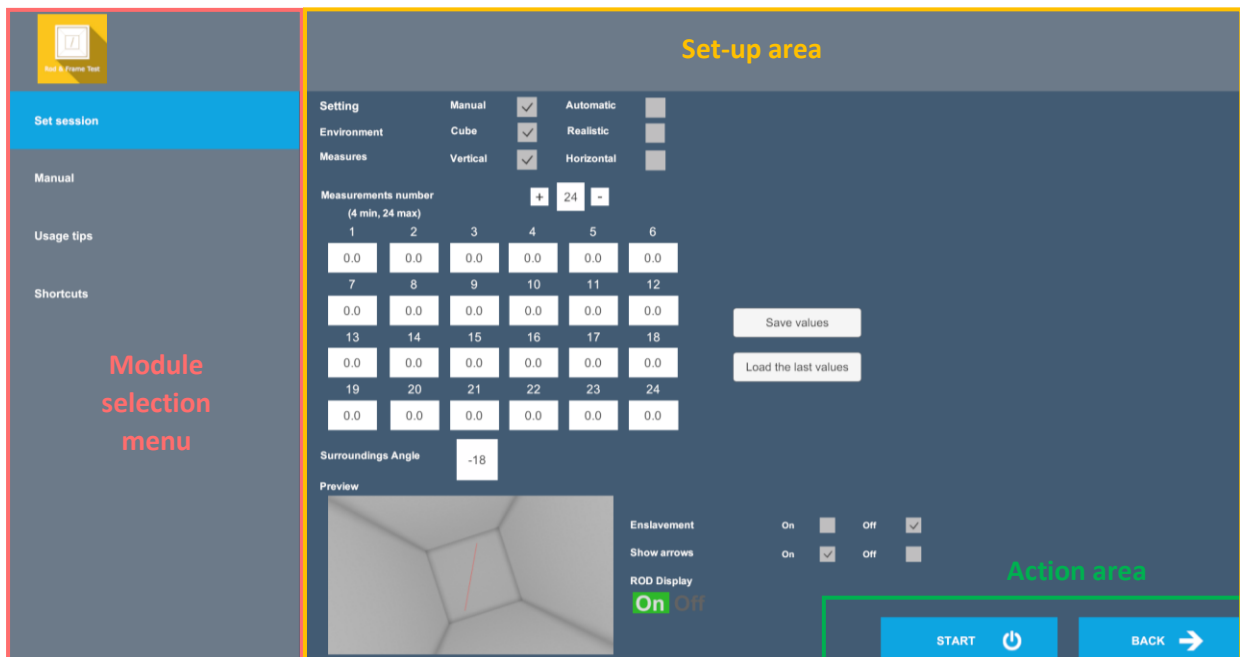 Set-up area
Rod & Frame Test
Set session
Manual
Usage tips
Shortcuts
Module
selection
menu
Setting Manual Automatic
Environment Cube Realistic
Measures Vertical Horizontal
Measurements number + 24 -
(4 min, 24 max)
1 2 3 4 5 6
0.0 0.0 0.0 0.0 0.0 0.0
7 8 9 10 11 12
0.0 0.0 0.0 0.0 0.0 0.0
13 14 15 16 17 18
0.0 0.0 0.0 0.0 0.0 0.0
19 20 21 22 23 24
0.0 0.0 0.0 0.0 0.0 0.0
Save values
Load the last values
Surroundings Angle -18
Preview
Enslavement On Off
Show arrows On Off
ROD Display
On Off
Action area
START BACK